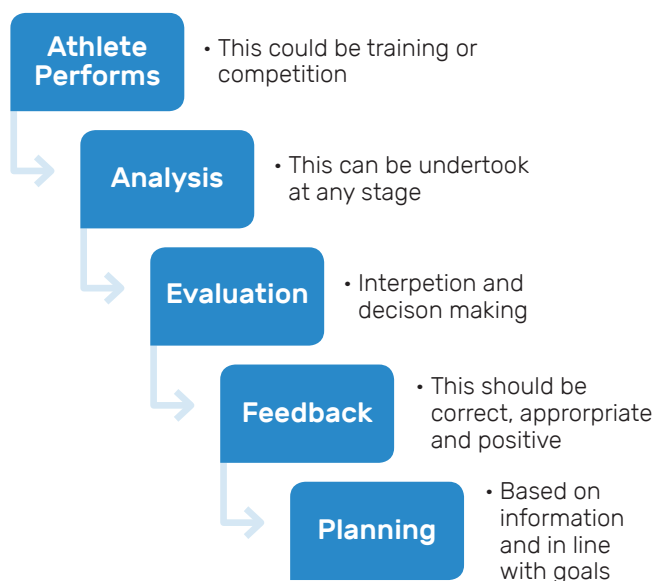 Athlete
Performs
• This could be training or
competition
Analysis
• This can be undertook
at any stage
Evaluation
• Interpetion and
decison making
Feedback
• This should be
correct, approrpriate
and positive
Planning
• Based on
information
and in line
with goals